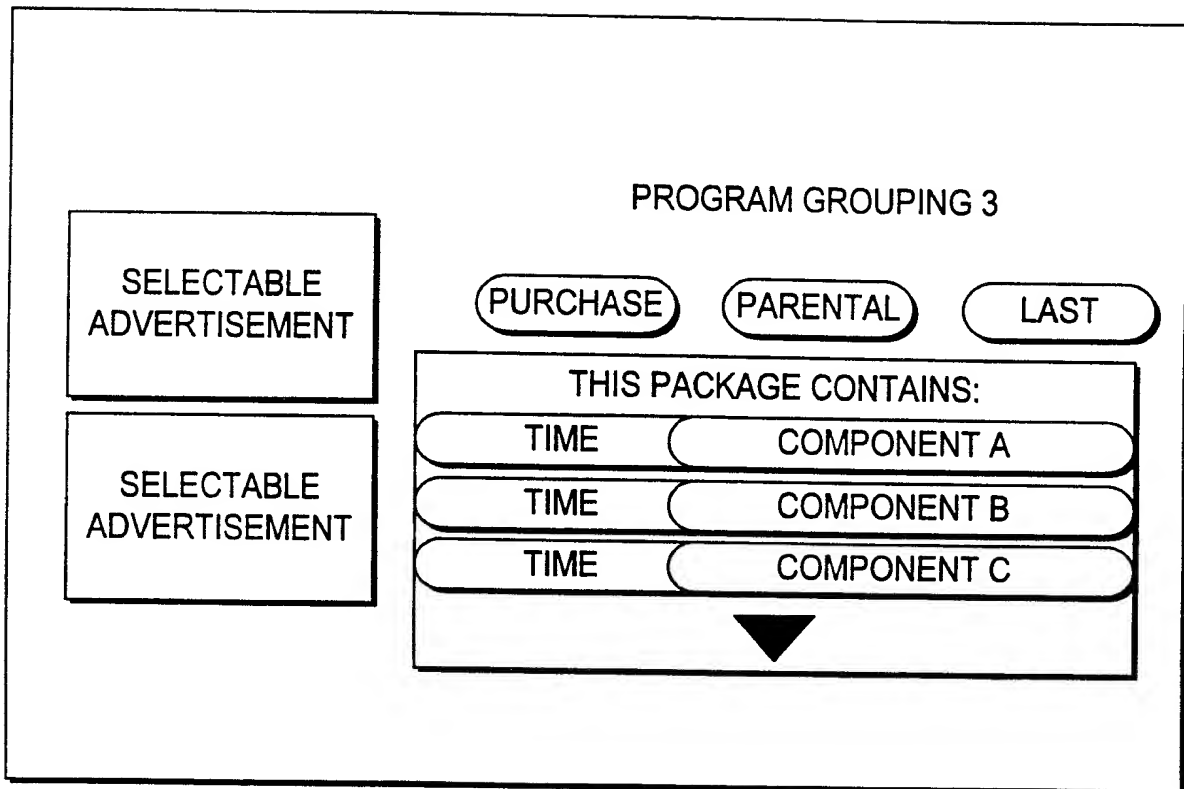 PROGRAM GROUPING 3
SELECTABLE
ADVERTISEMENT
SELECTABLE
ADVERTISEMENT
PURCHASE PARENTAL LAST
THIS PACKAGE CONTAINS:
TIME COMPONENT A
TIME COMPONENT B
TIME COMPONENT C